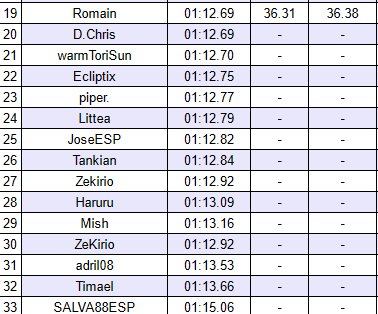 19 Romain 01:12.69 36.31 36.38
20 D.Chris 01:12.69 - -
21 warmToriSun 01:12.70 - -
22 Ecliptix 01:12.75 - -
23 piper. 01:12.77 - -
24 Littea 01:12.79 - -
25 JoseESP 01:12.82 - -
26 Tankian 01:12.84 - -
27 Zekirio 01:12.92 - -
28 Haruru 01:13.09 - -
29 Mish 01:13.16 - -
30 ZeKirio 01:12.92 - -
31 adril08 01:13.53 - -
32 Timael 01:13.66 - -
33 SALVA88ESP 01:15.06 - -